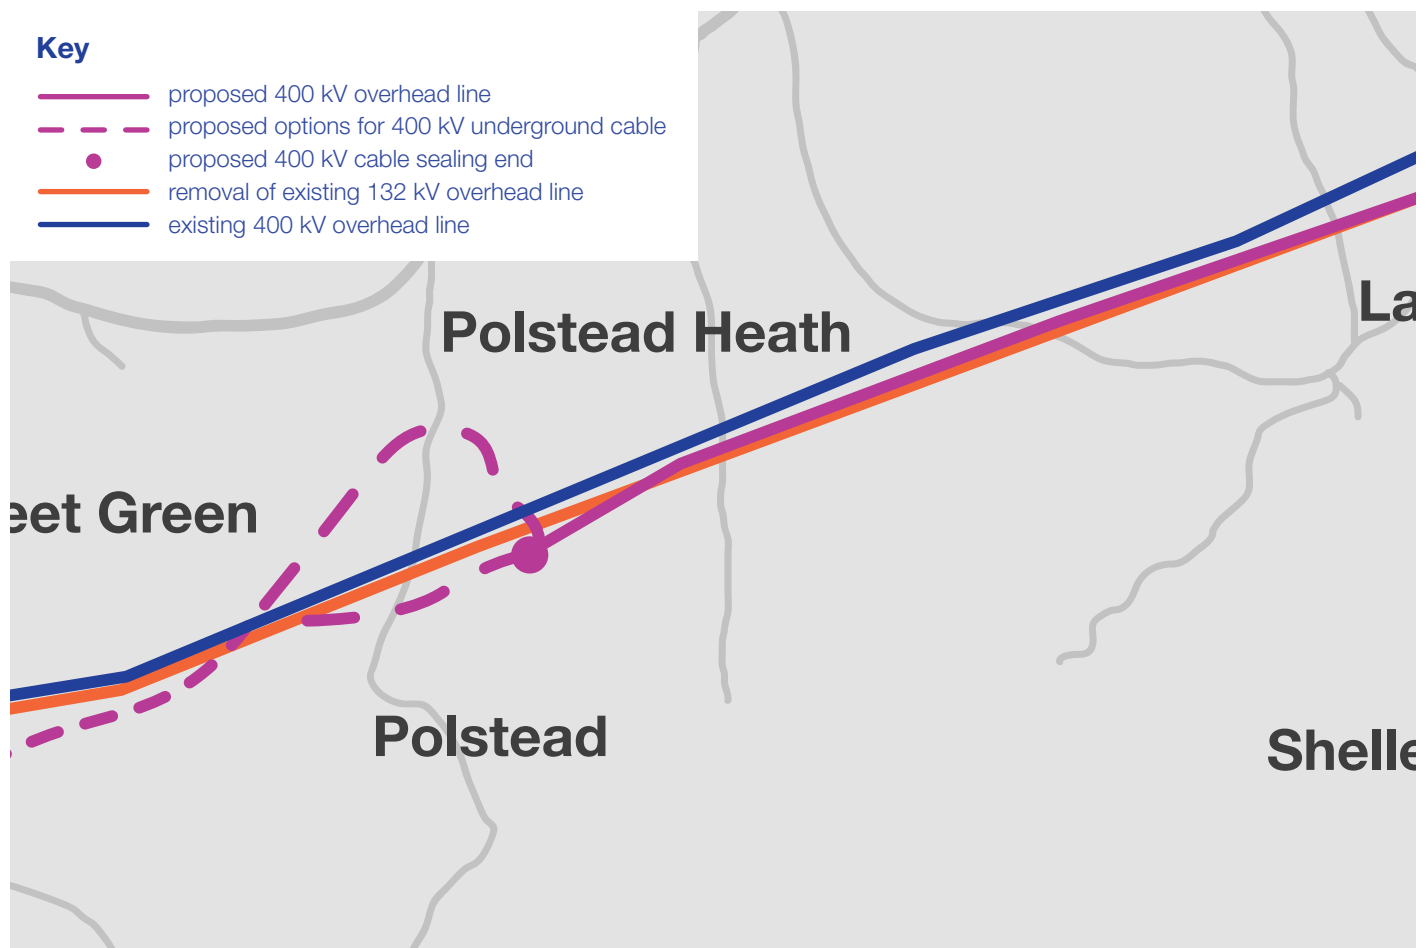 Key
proposed 400 kV overhead line
proposed options for 400 kV underground cable
proposed 400 kV cable sealing end
removal of existing 132 kV overhead line
existing 400 kV overhead line
La
Polstead Heath
eet Green
Polstead
Shelle